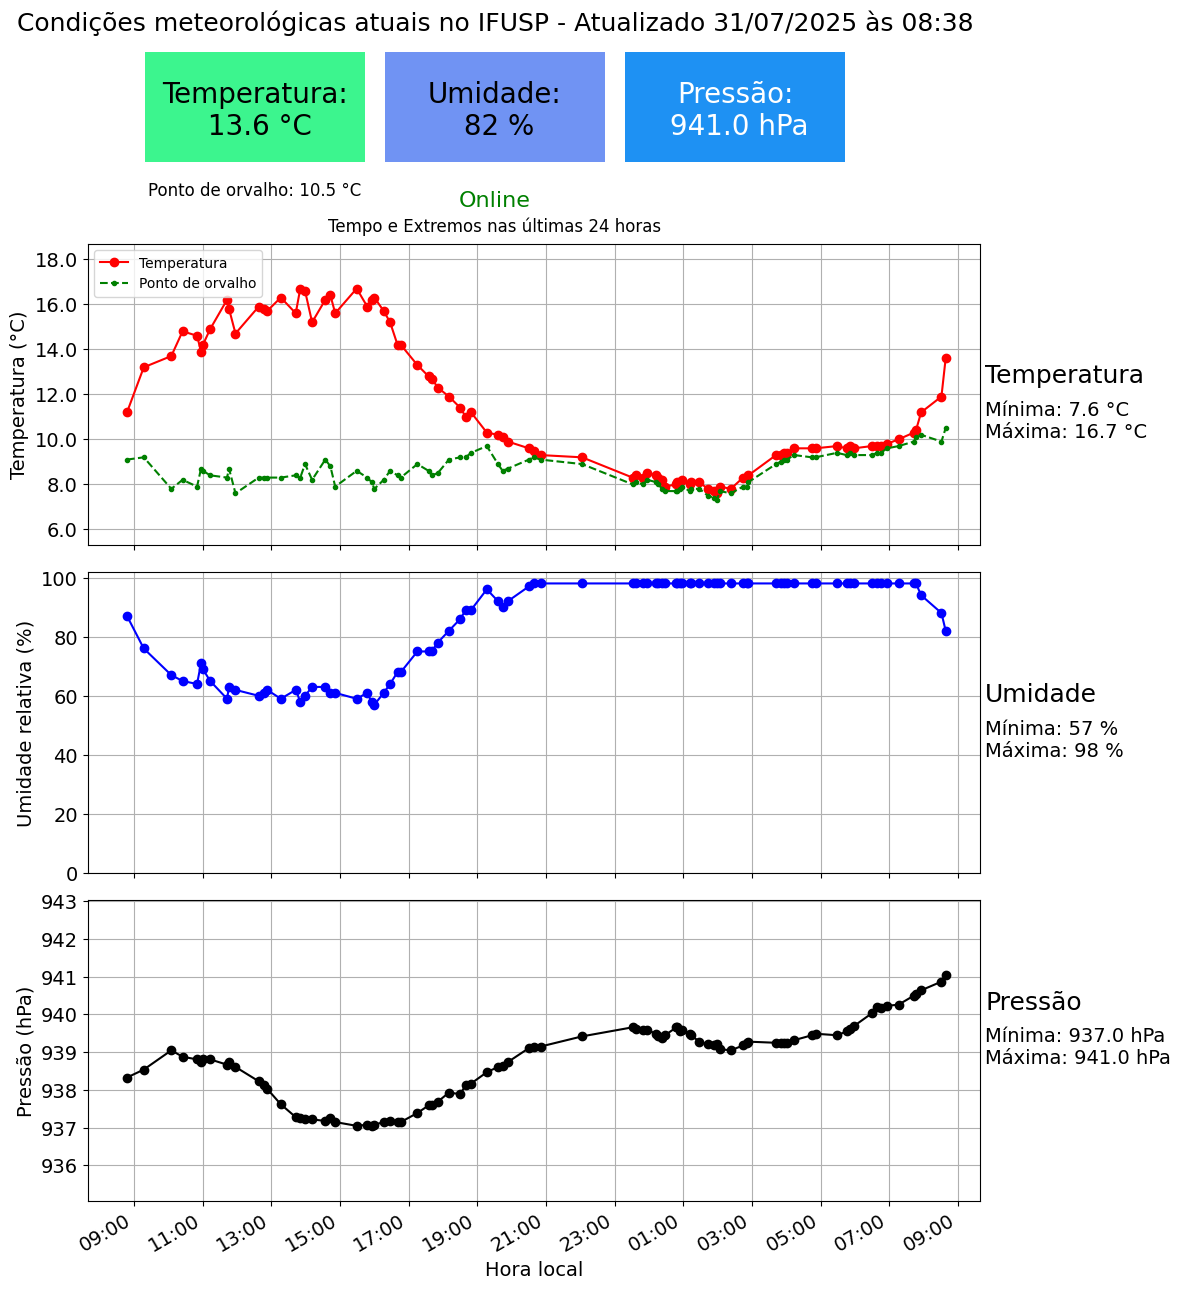 Condições meteorológicas atuais no IFUSP - Atualizado 31/07/2025 às 08:38
Temperatura:
13.6 °C
Umidade:
82 %
Pressão:
941.0 hPa
Ponto de orvalho: 10.5 °C
Online
Tempo e Extremos nas últimas 24 horas
Temperatura
Ponto de orvalho
Temperatura (°C)
18.0
16.0
14.0
12.0
10.0
8.0
6.0
Temperatura
Mínima: 7.6 °C
Máxima: 16.7 °C
Umidade relativa (%)
100
80
60
40
20
0
Umidade
Mínima: 57 %
Máxima: 98 %
Pressão (hPa)
943
942
941
940
939
938
937
936
Pressão
Mínima: 937.0 hPa
Máxima: 941.0 hPa
09:00
11:00
13:00
15:00
17:00
19:00
21:00
23:00
01:00
03:00
05:00
07:00
09:00
Hora local